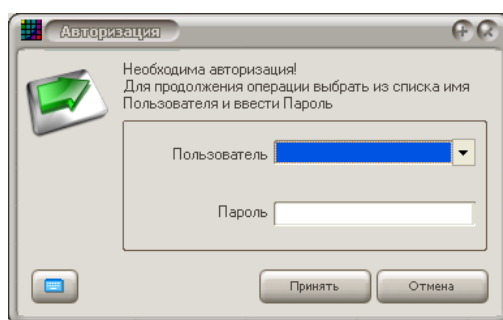 Авторизация
Необходима авторизация!
Для продолжения операции выбрать из списка имя
Пользователя и ввести Пароль
Пользователь
Пароль
Принять
Отмена